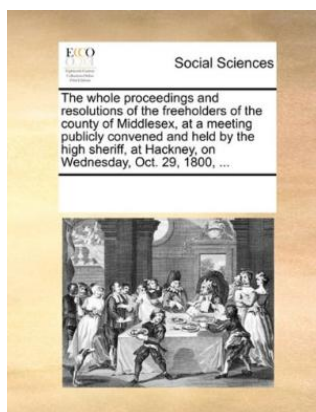 ECCO
Social Sciences
The whole proceedings and
resolutions of the freeholders of the
county of Middlesex, at a meeting
publicly convened and held by the
high sheriff, at Hackney, on
Wednesday, Oct. 29, 1800, ...